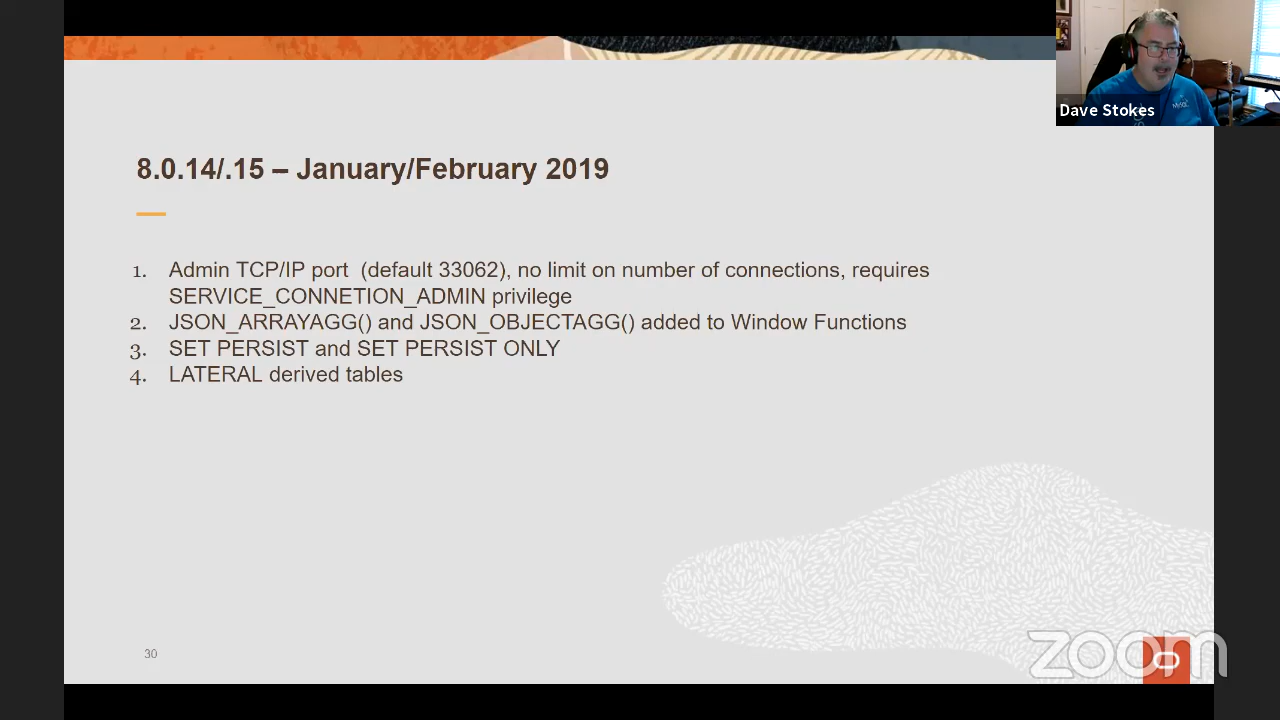 Dave Stokes
8.0.14/.15 – January/February 2019
1. Admin TCP/IP port (default 33062), no limit on number of connections, requires
SERVICE_CONNETION_ADMIN privilege
2. JSON_ARRAYAGG() and JSON_OBJECTAGG() added to Window Functions
3. SET PERSIST and SET PERSIST ONLY
4. LATERAL derived tables
30
zoom